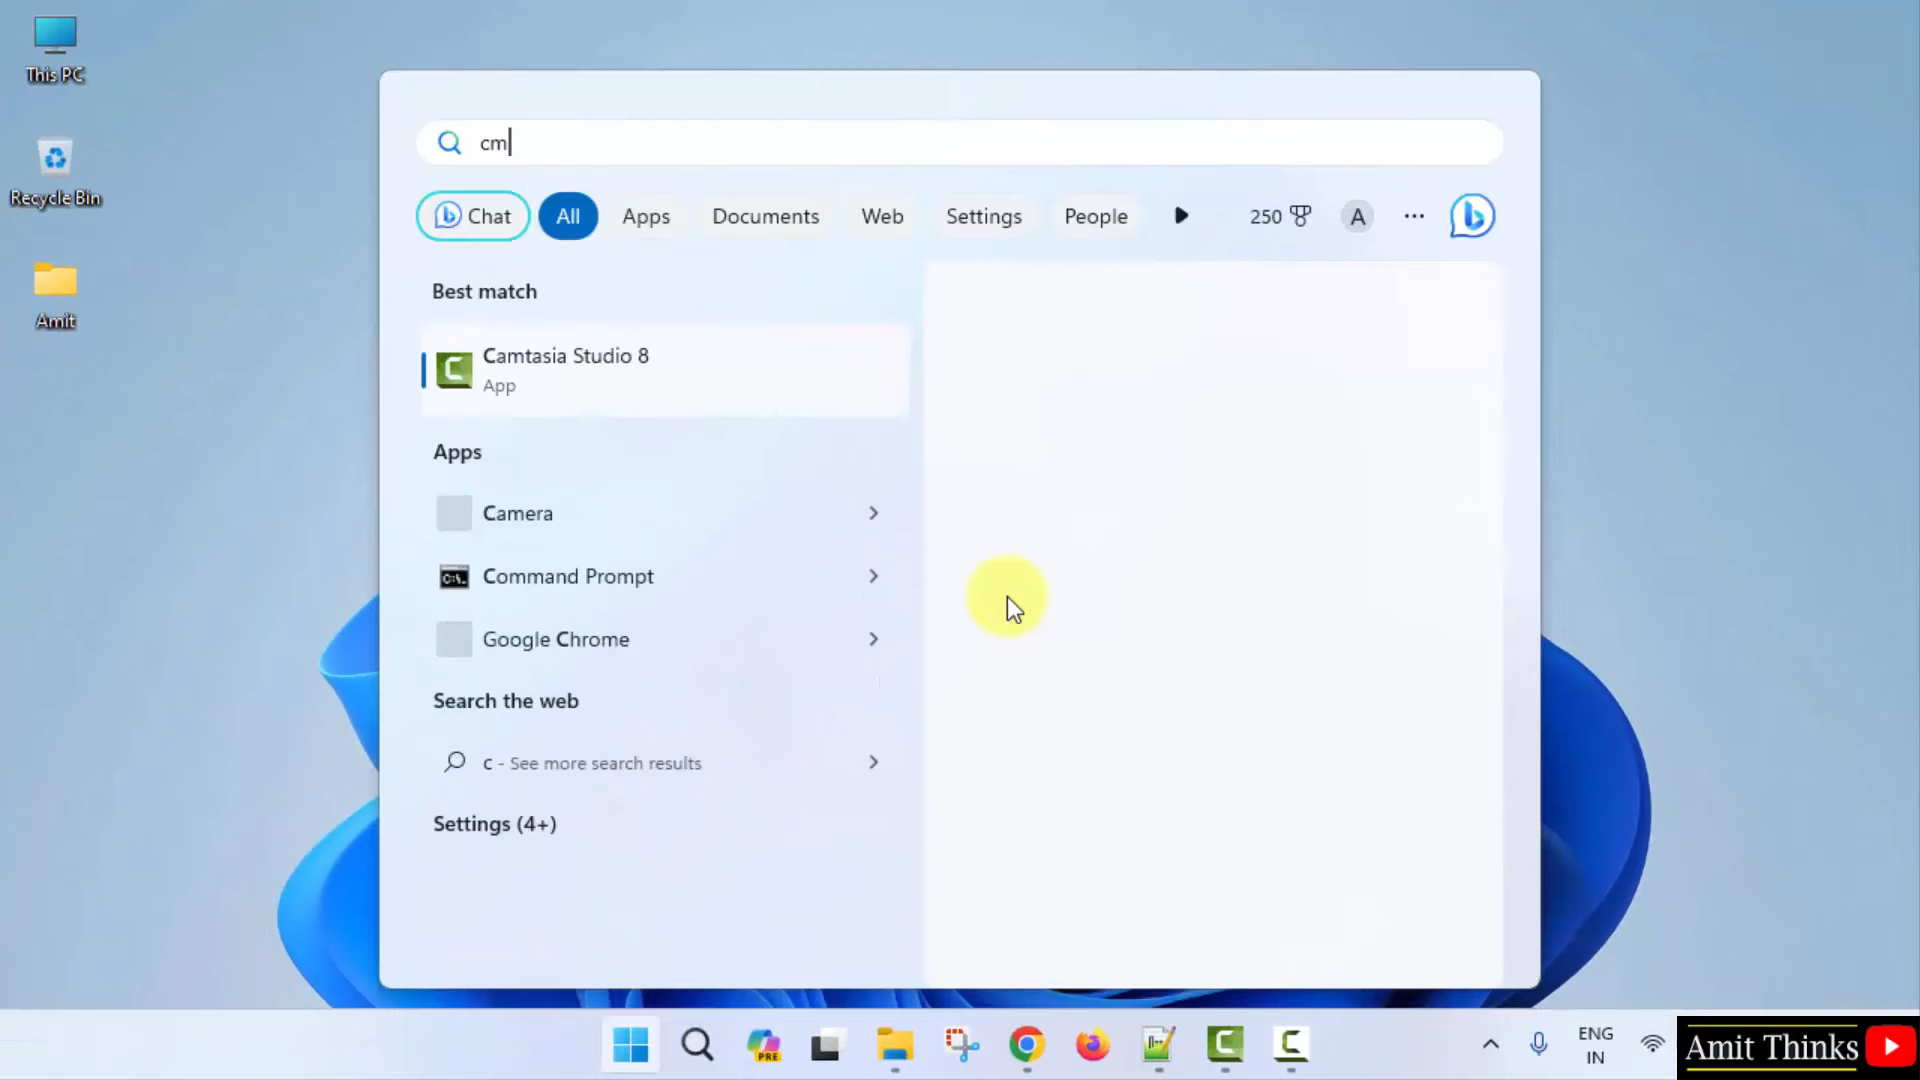 This PC
Recycle Bin
Amit
cm
Chat
All
Apps
Documents
Web
Settings
People
250
A
Best match
Camtasia Studio 8
App
Apps
Camera
Command Prompt
Google Chrome
Search the web
c - See more search results
Settings (4+)
PRE
ENG
IN
Amit Thinks